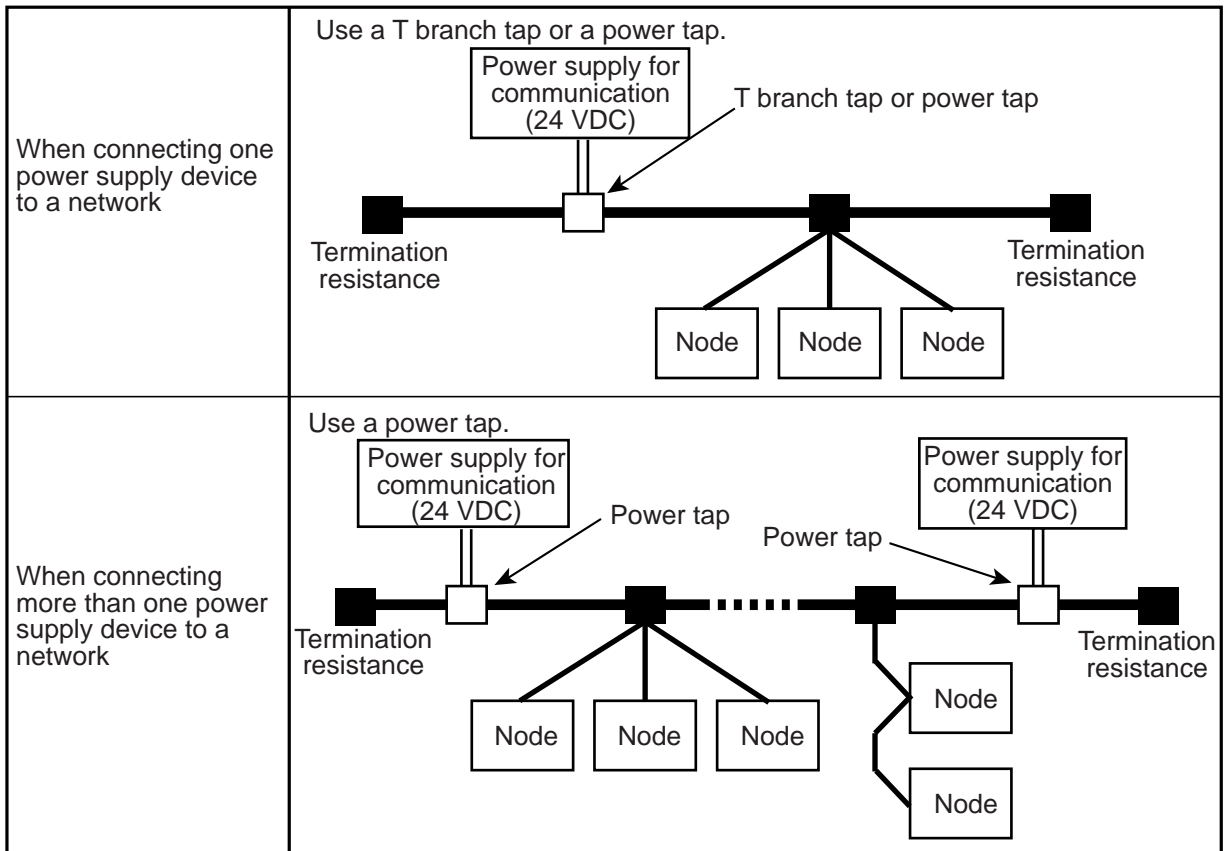 When connecting one
power supply device
to a network
Use a T branch tap or a power tap.
Power supply for
communication
(24 VDC)
T branch tap or power tap
Termination
resistance
Termination
resistance
Node
Node
Node
When connecting
more than one power
supply device to a
network
Use a power tap.
Power supply for
communication
(24 VDC)
Power tap
Power supply for
communication
(24 VDC)
Power tap
Termination
resistance
Termination
resistance
Node
Node
Node
Node
Node